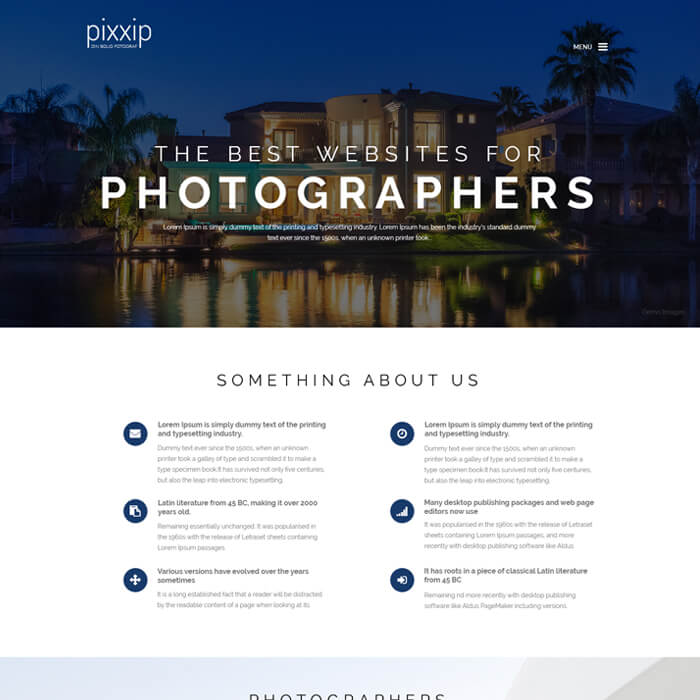 pixxip
MENU
THE BEST WEBSITES FOR
PHOTOGRAPHERS
Lorem Ipsum is simply dummy text of the printing and typesetting industry. Lorem Ipsum has been the industry's standard dummy
text ever since the 1500s, when an unknown printer took.
Demo Images
SOMETHING ABOUT US
Lorem Ipsum is simply dummy text of the printing
and typesetting industry.
Dummy text ever since the 1500s, when an unknown
printer took a galley of type and scrambled it to make a
type specimen book.It has survived not only five centuries,
but also the leap into electronic typesetting.
Lorem Ipsum is simply dummy text of the printing
and typesetting industry.
Dummy text ever since the 1500s, when an unknown
printer took a galley of type and scrambled it to make a
type specimen book.It has survived not only five centuries,
but also the leap into electronic typesetting.
Latin literature from 45 BC, making it over 2000
years old.
Remaining essentially unchanged. It was popularised in
the 1960s with the release of Letraset sheets containing
Lorem Ipsum passages.
Many desktop publishing packages and web page
editors now use
It was popularised in the 1960s with the release of Letraset
sheets containing Lorem Ipsum passages, and more
recently with desktop publishing software like Aldus
Various versions have evolved over the years
sometimes
It is a long established fact that a reader will be distracted
by the readable content of a page when looking at its.
It has roots in a piece of classical Latin literature
from 45 BC
Remaining nd more recently with desktop publishing
software like Aldus PageMaker including versions.
PHOTOGRAPHERS